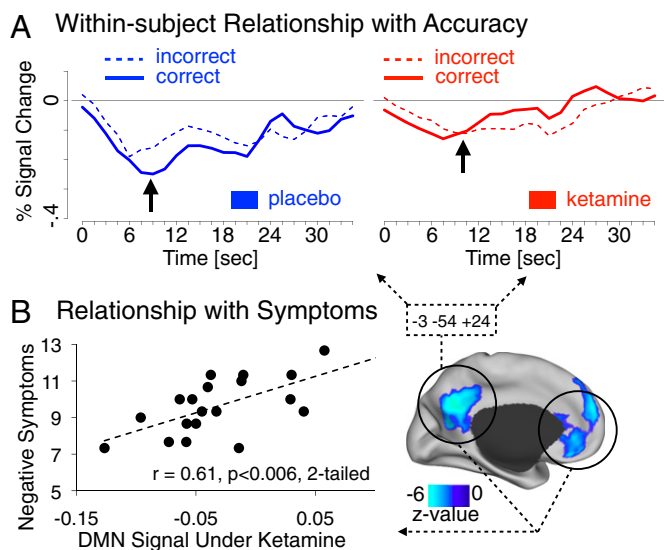 A Within-subject Relationship with Accuracy
incorrect
correct
incorrect
correct
% Signal Change
0
-.4
placebo
ketamine
0 6 12 18 24 30
0 6 12 18 24 30
Time [sec]
Time [sec]
B Relationship with Symptoms
-3 -54 +24
Negative Symptoms
13
11
9
7
5
r = 0.61, p<0.006, 2-tailed
-0.15 -0.05 0.05
DMN Signal Under Ketamine
-6 0
z-value